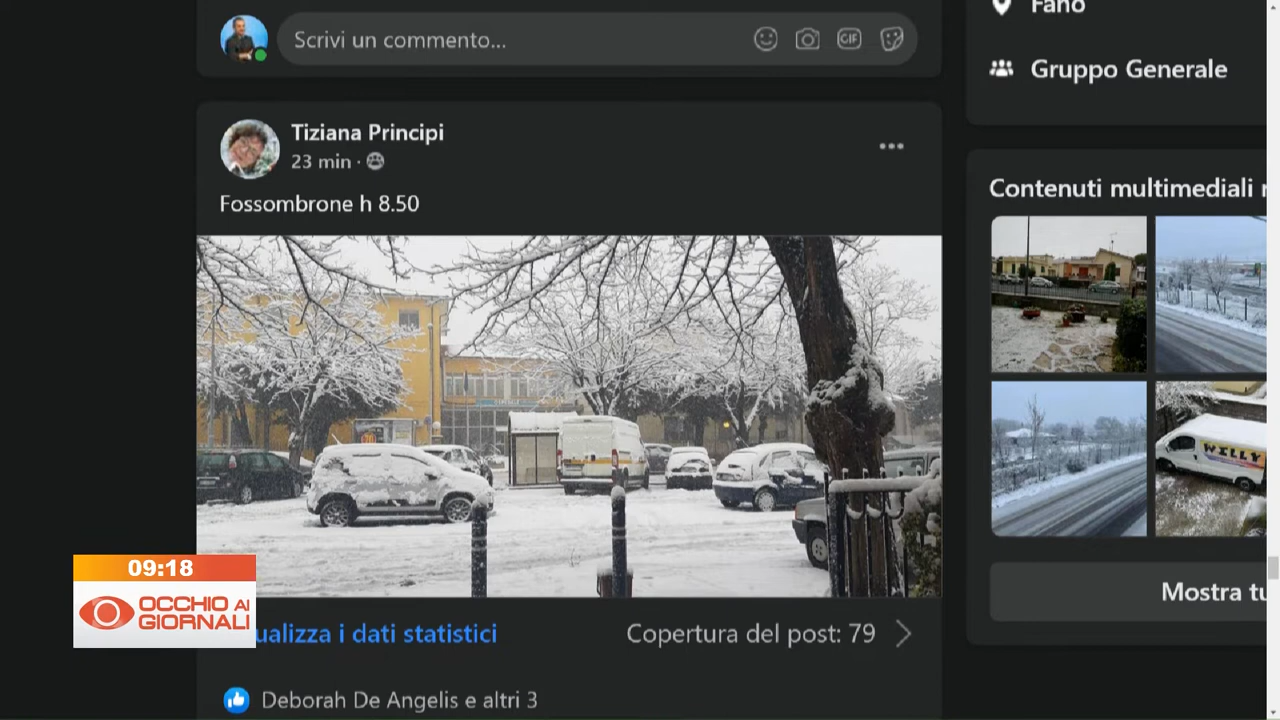 Fano
Scrivi un commento...
GIF
Gruppo Generale
Tiziana Principi
23 min ·
Fossombrone h 8.50
Contenuti multimediali
WILLY
09:18
OCCHIO AI
GIORNALI
Mostra tu
ualizza i dati statistici
Copertura del post: 79
Deborah De Angelis e altri 3